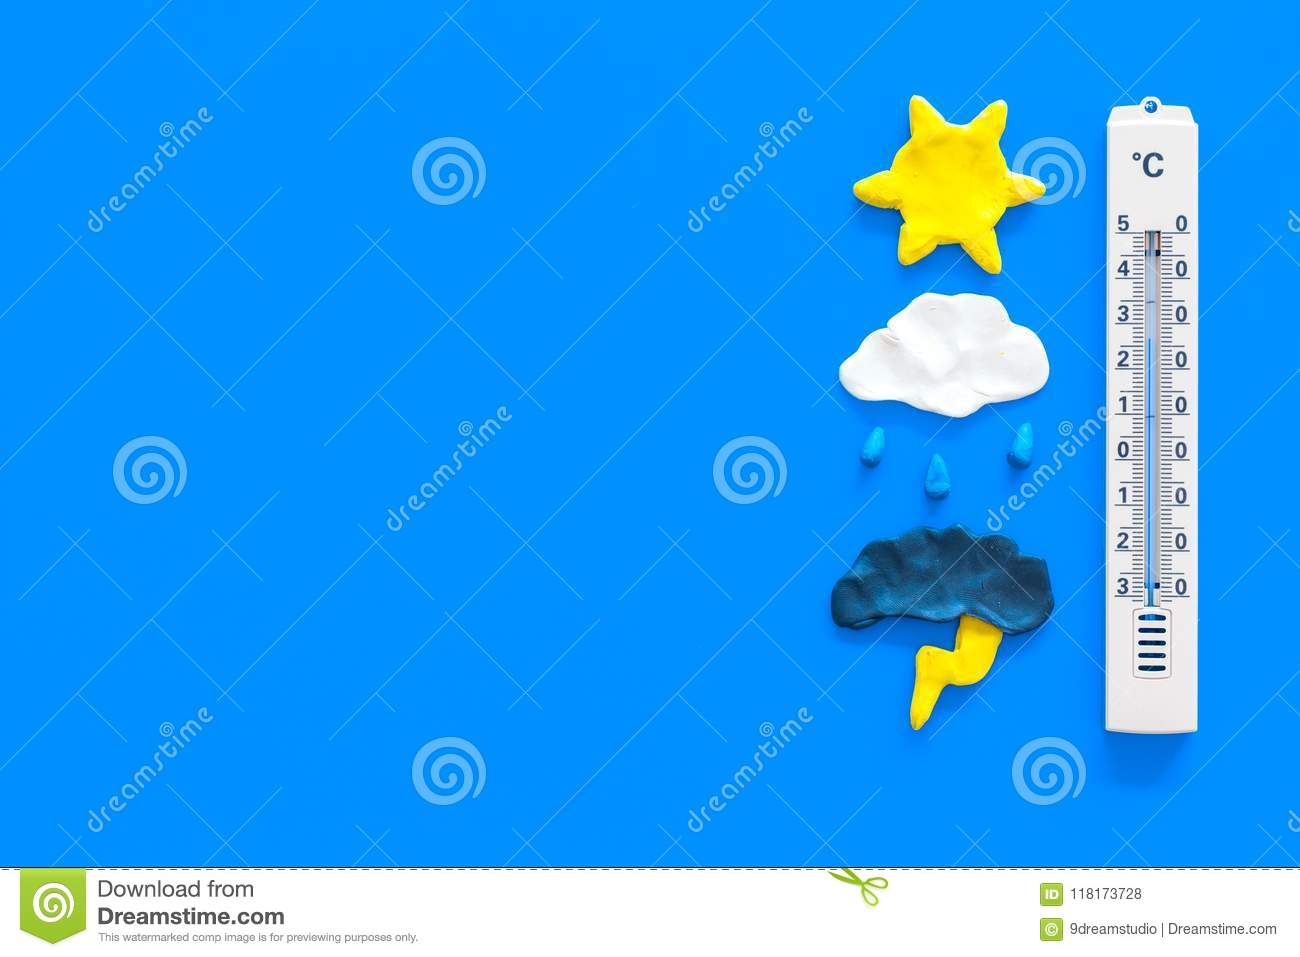 °C
5 0
4 0
3 0
2 0
1 0
0 0
1 0
2 0
3 0
dreamstime
dreamstime
dreamstime
dreamstime
dreamstime
dreamstime
dreamstime
Download from
Dreamstime.com
This watermarked comp image is for previewing purposes only.
ID 118173728
© 9dreamstudio | Dreamstime.com